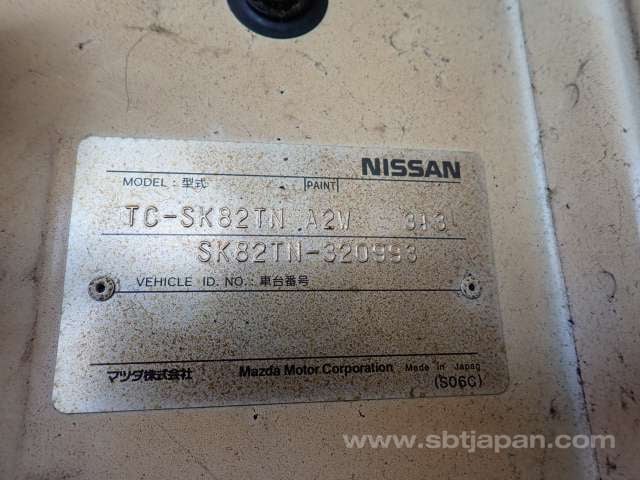 NISSAN
MODEL : 型式 PAINT
TC-SK82TN A2W 3J3
SK82TN-320993
VEHICLE ID. NO. : 車台番号
マツダ株式会社 Mazda Motor Corporation Made in Japan
(S06C)
www.sbtjapan.com